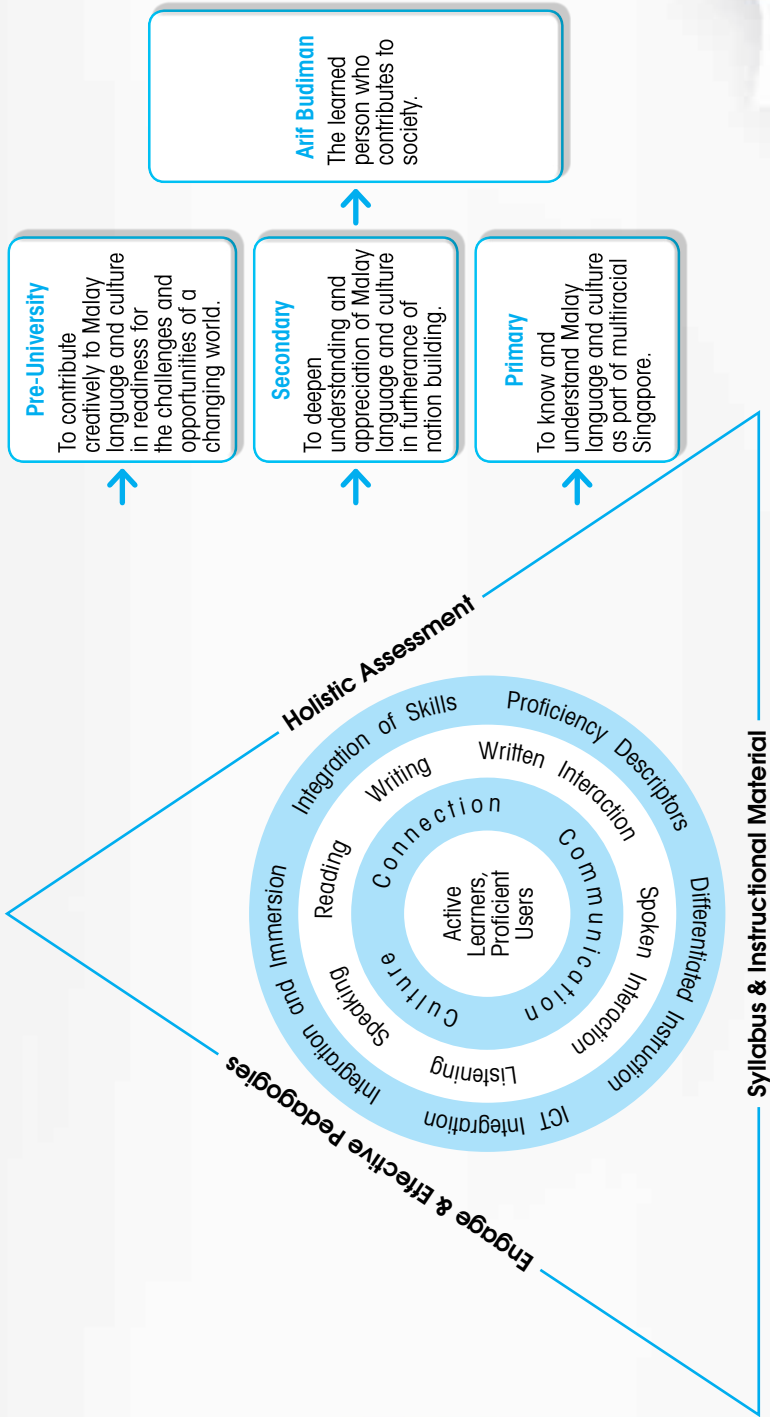 Engage & Effective Pedagogies
Holistic Assessment
Syllabus & Instructional Material
Integration and Immersion
Integration of Skills
Proficiency Descriptors
Differentiated Instruction
ICT Integration
Speaking
Reading
Writing
Written Interaction
Spoken Interaction
Listening
Culture
Connection
Communication
Active
Learners,
Proficient
Users
Pre-University
To contribute
creatively to Malay
language and culture
in readiness for
the challenges and
opportunities of a
changing world.
Secondary
To deepen
understanding and
appreciation of Malay
language and culture
in furtherance of
nation building.
Primary
To know and
understand Malay
language and culture
as part of multiracial
Singapore.
Arif Budiman
The learned
person who
contributes to
society.